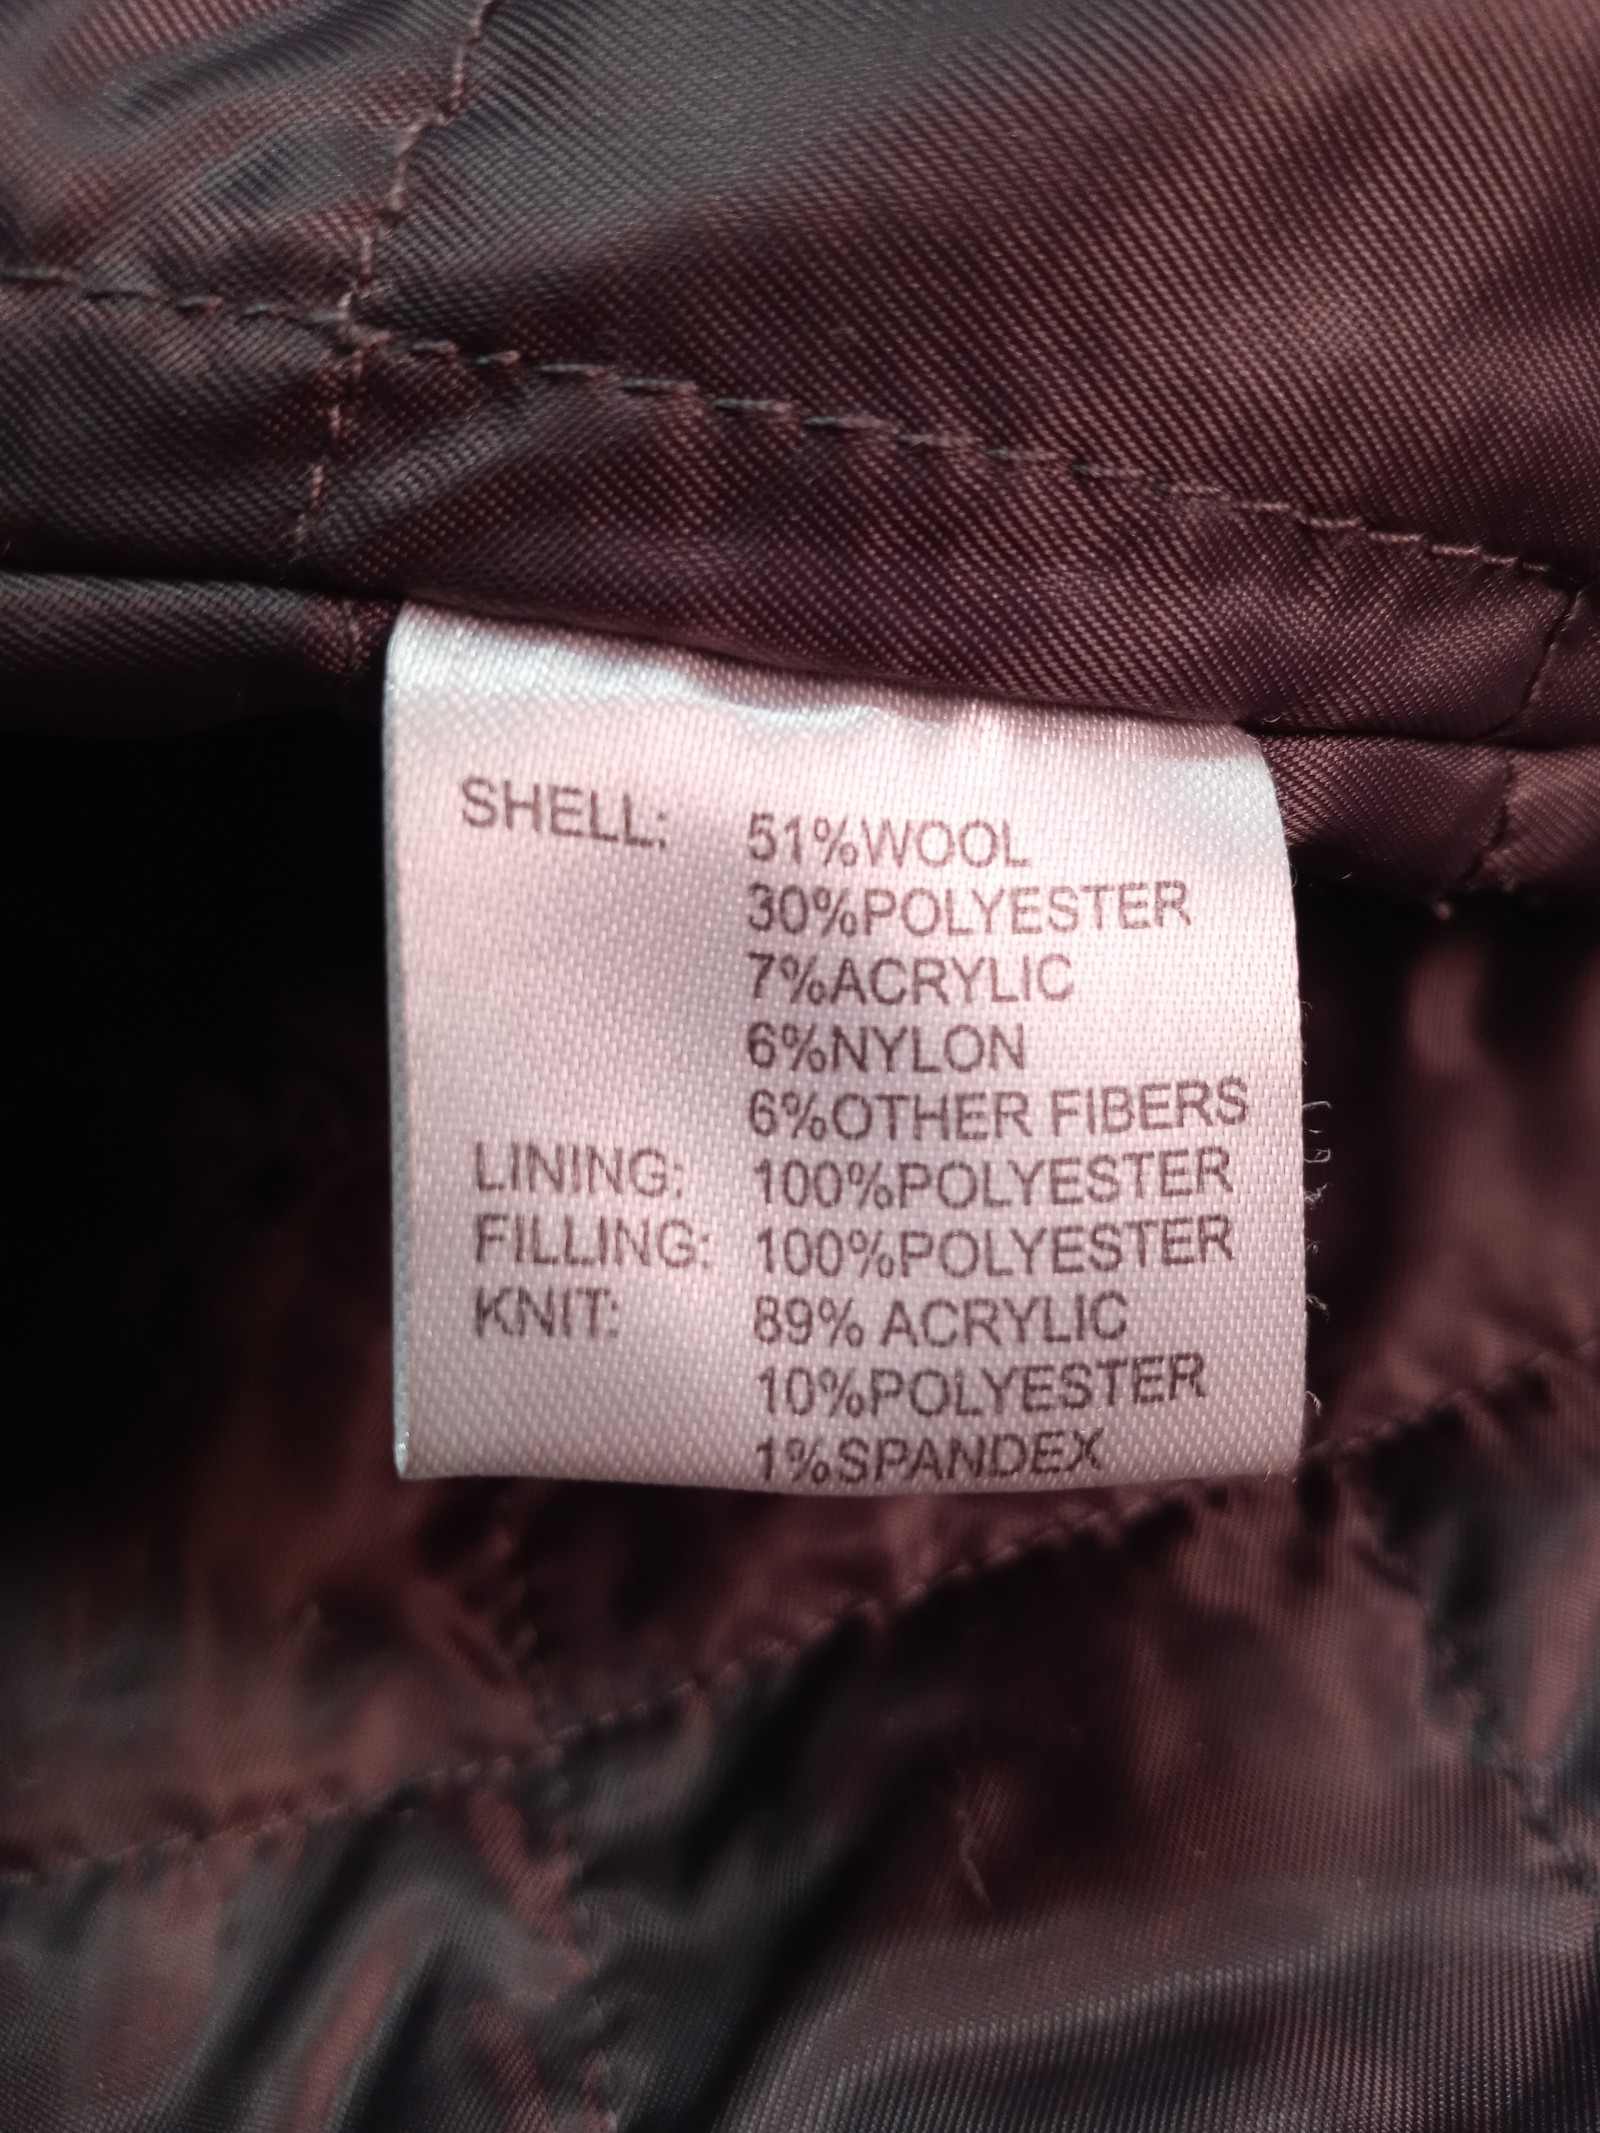 SHELL: 51%WOOL
30%POLYESTER
7%ACRYLIC
6%NYLON
6%OTHER FIBERS
LINING: 100%POLYESTER
FILLING: 100%POLYESTER
KNIT: 89% ACRYLIC
10%POLYESTER
1%SPANDEX